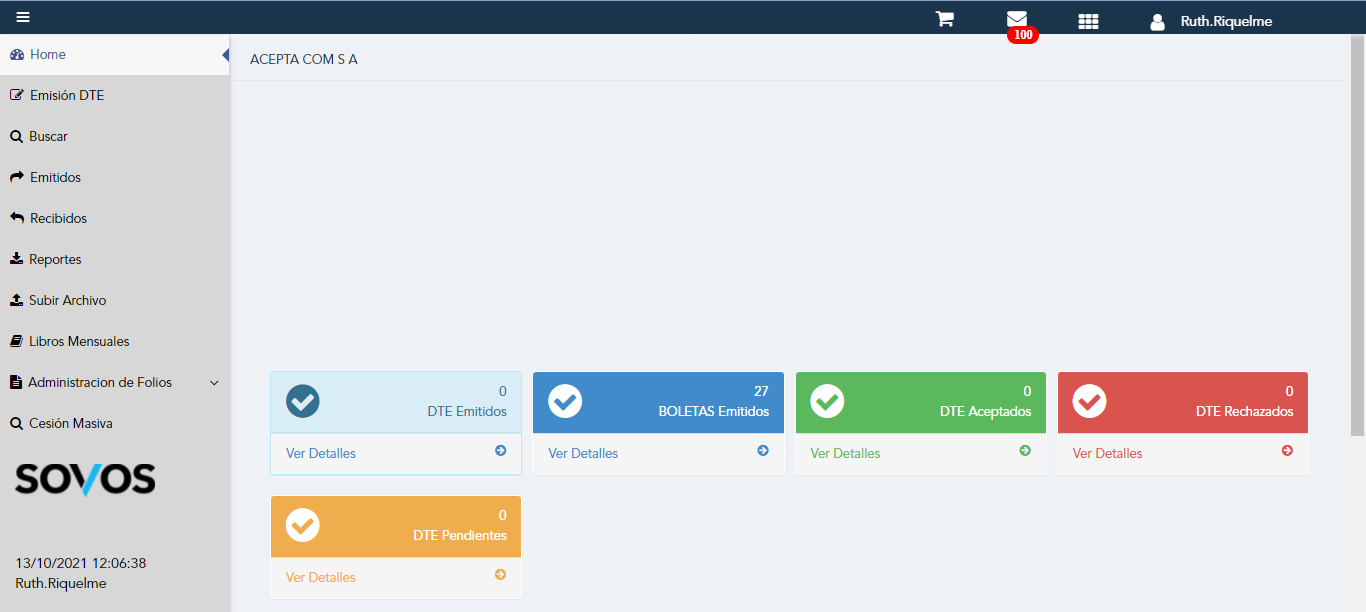 100
Ruth.Riquelme
Home
Emisión DTE
Buscar
Emitidos
Recibidos
Reportes
Subir Archivo
Libros Mensuales
Administracion de Folios
Cesión Masiva
SOVOS
13/10/2021 12:06:38
Ruth.Riquelme
ACEPTA COM S A
0
DTE Emitidos
Ver Detalles
27
BOLETAS Emitidos
Ver Detalles
0
DTE Aceptados
Ver Detalles
0
DTE Rechazados
Ver Detalles
0
DTE Pendientes
Ver Detalles